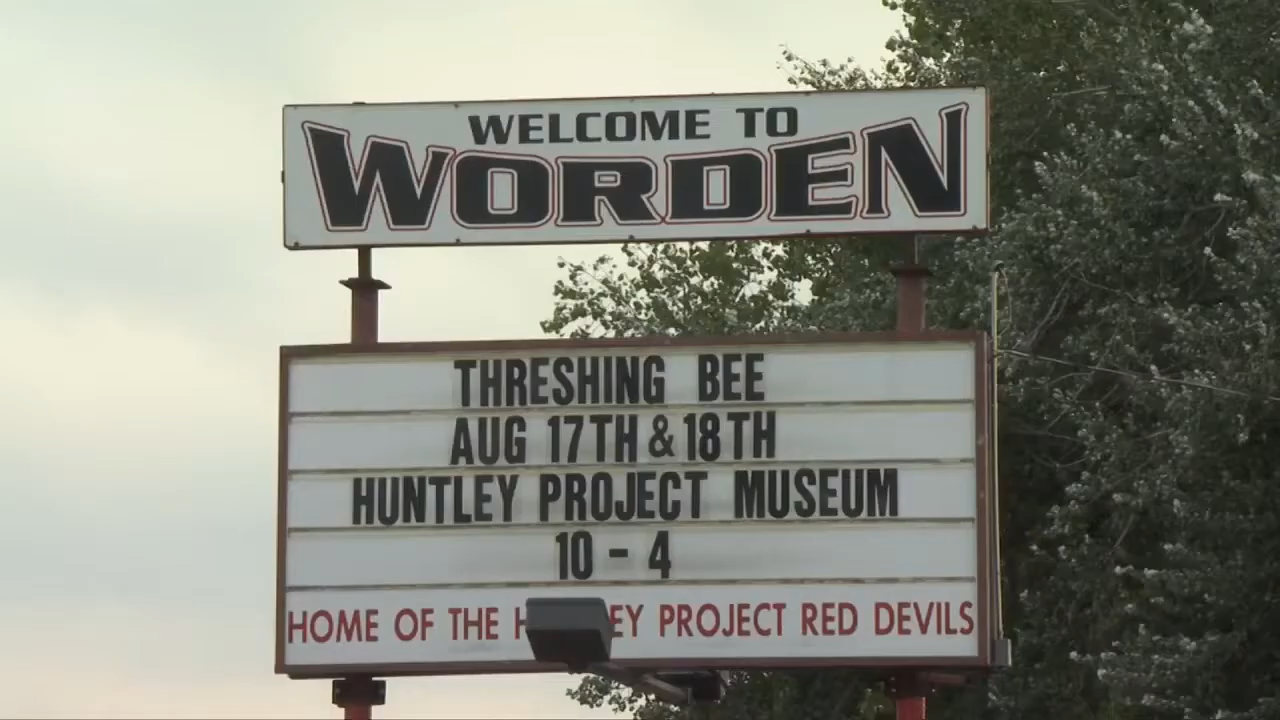 WELCOME TO
WORDEN
THRESHING BEE
AUG 17TH & 18TH
HUNTLEY PROJECT MUSEUM
10 - 4
HOME OF THE PROJECT RED DEVILS